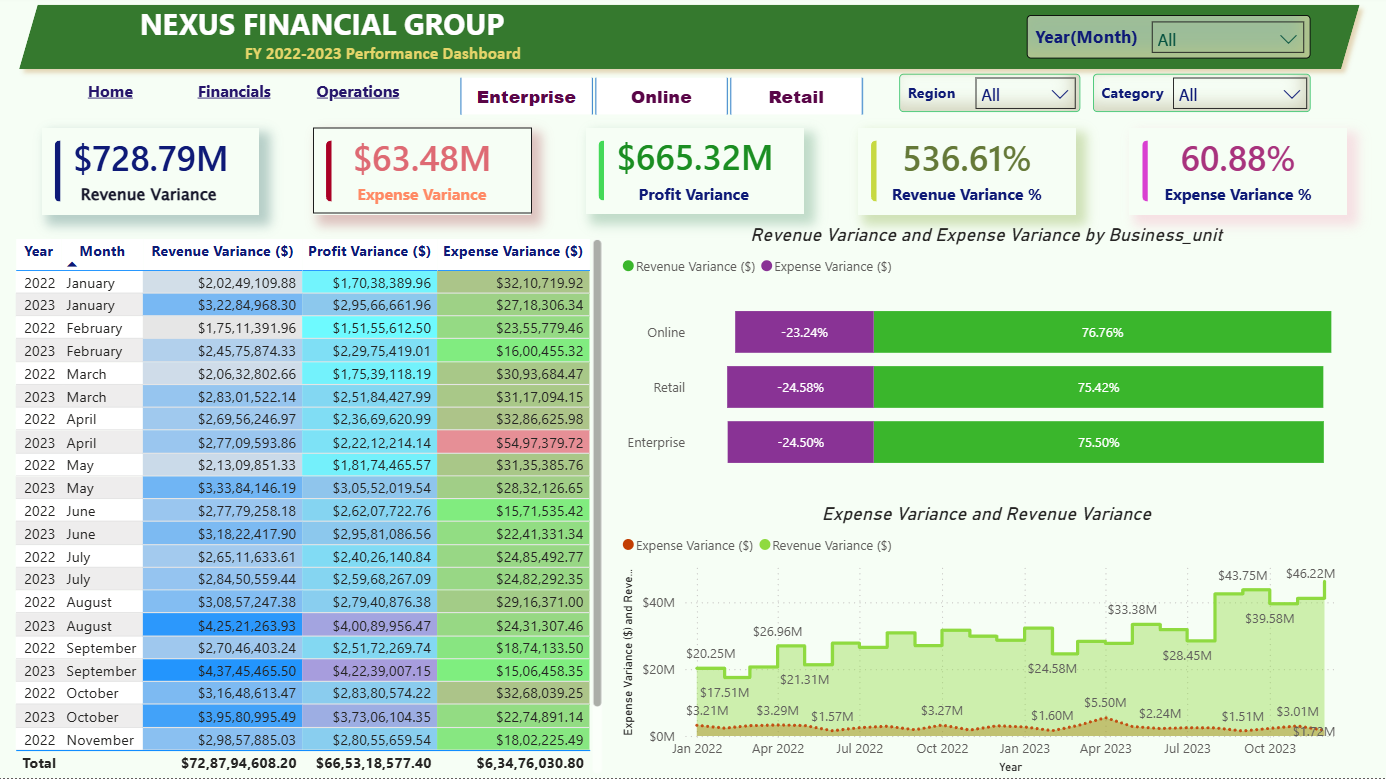 NEXUS FINANCIAL GROUP
FY 2022-2023 Performance Dashboard
Year(Month) All
Home Financials Operations Enterprise Online Retail Region All Category All
$728.79M $63.48M $665.32M 536.61% 60.88%
Revenue Variance Expense Variance Profit Variance Revenue Variance % Expense Variance %
Year Month Revenue Variance ($) Profit Variance ($) Expense Variance ($)
2022 January $2,02,49,109.88 $1,70,38,389.96 $32,10,719.92
2023 January $3,22,84,968.30 $2,95,66,661.96 $27,18,306.34
2022 February $1,75,11,391.96 $1,51,55,612.50 $23,55,779.46
2023 February $2,45,75,874.33 $2,29,75,419.01 $16,00,455.32
2022 March $2,06,32,802.66 $1,75,39,118.19 $30,93,684.47
2023 March $2,83,01,522.14 $2,51,84,427.99 $31,17,094.15
2022 April $2,69,56,246.97 $2,36,69,620.99 $32,86,625.98
2023 April $2,77,09,593.86 $2,22,12,214.14 $54,97,379.72
2022 May $2,13,09,851.33 $1,81,74,465.57 $31,35,385.76
2023 May $3,33,84,146.19 $3,05,52,019.54 $28,32,126.65
2022 June $2,77,79,258.18 $2,62,07,722.76 $15,71,535.42
2023 June $3,18,22,417.90 $2,95,81,086.56 $22,41,331.34
2022 July $2,65,11,633.61 $2,40,26,140.84 $24,85,492.77
2023 July $2,84,50,559.44 $2,59,68,267.09 $24,82,292.35
2022 August $3,08,57,247.38 $2,79,40,876.38 $29,16,371.00
2023 August $4,25,21,263.93 $4,00,89,956.47 $24,31,307.46
2022 September $2,70,46,403.24 $2,51,72,269.74 $18,74,133.50
2023 September $4,37,45,465.50 $4,22,39,007.15 $15,06,458.35
2022 October $3,16,48,613.47 $2,83,80,574.22 $32,68,039.25
2023 October $3,95,80,995.49 $3,73,06,104.35 $22,74,891.14
2022 November $2,98,57,885.03 $2,80,55,659.54 $18,02,225.49
Total $72,87,94,608.20 $66,53,18,577.40 $6,34,76,030.80
Revenue Variance and Expense Variance by Business_unit
Revenue Variance ($) Expense Variance ($)
Online -23.24% 76.76%
Retail -24.58% 75.42%
Enterprise -24.50% 75.50%
Expense Variance and Revenue Variance
Expense Variance ($) Revenue Variance ($)
Expense Variance ($) and Reve...
$40M
$20M
$0M
$20.25M $17.51M $26.96M $21.31M $24.58M $33.38M $28.45M $43.75M $39.58M $46.22M
$3.21M $3.29M $1.57M $3.27M $1.60M $5.50M $2.24M $1.51M $3.01M $1.72M
Jan 2022 Apr 2022 Jul 2022 Oct 2022 Jan 2023 Apr 2023 Jul 2023 Oct 2023
Year